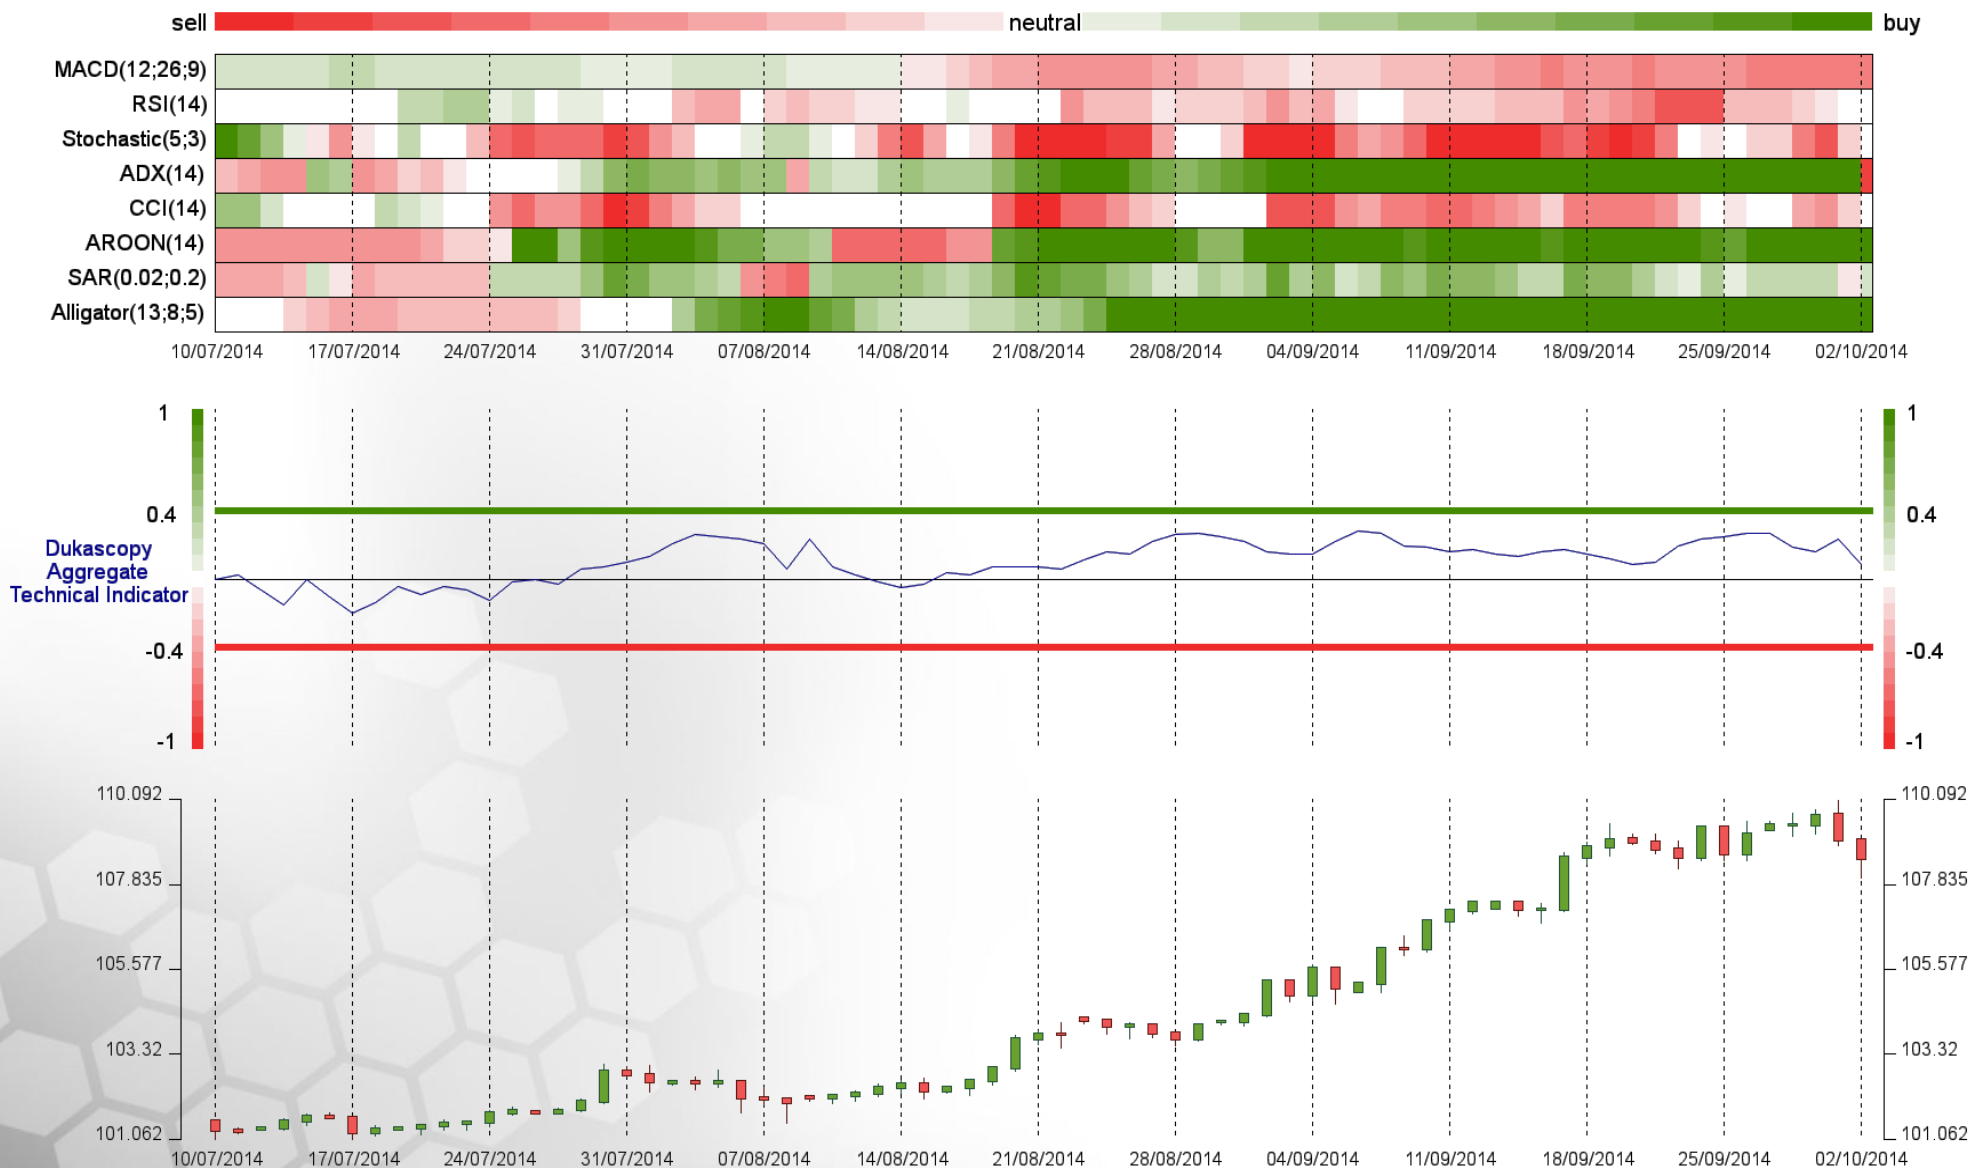 sell neutral buy
MACD(12;26;9)
RSI(14)
Stochastic(5;3)
ADX(14)
CCI(14)
AROON(14)
SAR(0.02;0.2)
Alligator(13;8;5)
10/07/2014 17/07/2014 24/07/2014 31/07/2014 07/08/2014 14/08/2014 21/08/2014 28/08/2014 04/09/2014 11/09/2014 18/09/2014 25/09/2014 02/10/2014
1 1
0.4 0.4
Dukascopy
Aggregate
Technical Indicator
-0.4 -0.4
-1 -1
110.092 110.092
107.835 107.835
105.577 105.577
103.32 103.32
101.062 101.062
10/07/2014 17/07/2014 24/07/2014 31/07/2014 07/08/2014 14/08/2014 21/08/2014 28/08/2014 04/09/2014 11/09/2014 18/09/2014 25/09/2014 02/10/2014